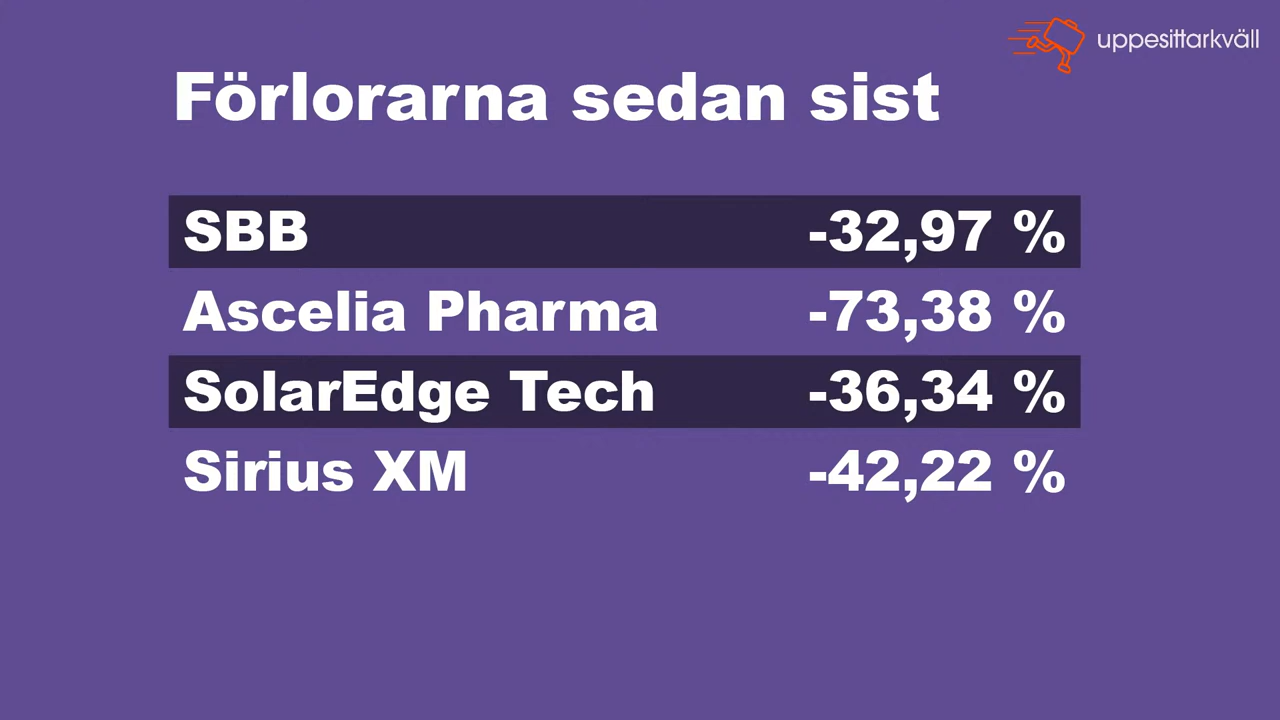 uppesittarkväll
Förlorarna sedan sist
SBB -32,97 %
Ascelia Pharma -73,38 %
SolarEdge Tech -36,34 %
Sirius XM -42,22 %